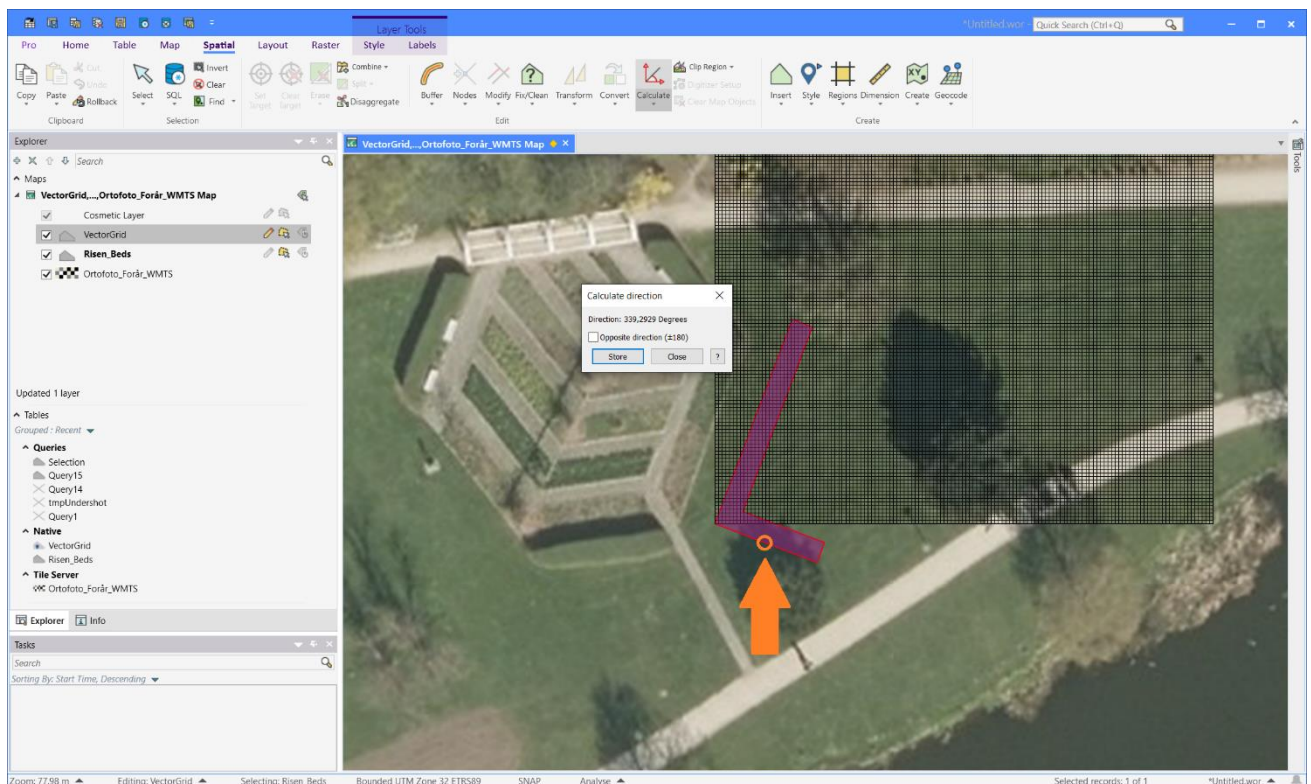 Layer Tools
*Untitled.wor - Quick Search (Ctrl+Q)
Pro Home Table Map Spatial Layout Raster Style Labels
Copy Paste Cut Undo Rollback
Select SQL Invert Clear Find
Set Target Clear Target Erase Combine Split Disaggregate
Buffer Nodes Modify Fix/Clean Transform Convert Calculate
Clip Region Digitizer Setup Clear Map Objects
Insert Style Regions Dimension Create Geocode
Clipboard Selection Edit Create
Explorer
VectorGrid,...,Ortofoto_Forår_WMTS Map
Tools
Search
Maps
VectorGrid,...,Ortofoto_Forår_WMTS Map
Cosmetic Layer
VectorGrid
Risen_Beds
Ortofoto_Forår_WMTS
Calculate direction
Direction: 339,2929 Degrees
Opposite direction (±180)
Store Close ?
Updated 1 layer
Tables
Grouped : Recent
Queries
Selection
Query15
Query14
tmpUndershot
Query1
Native
VectorGrid
Risen_Beds
Tile Server
Ortofoto_Forår_WMTS
Explorer Info
Tasks
Search
Sorting By: Start Time, Descending
Zoom: 77,98 m Editing: VectorGrid Selecting: Risen_Beds Bounded UTM Zone 32 ETRS89 SNAP Analyse Selected records: 1 of 1 *Untitled.wor